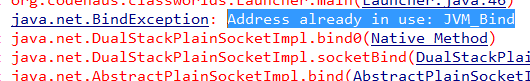 org.codehaus.classworlds.Launcher.main(Launcher.java:46)
java.net.BindException: Address already in use: JVM_Bind
java.net.DualStackPlainSocketImpl.bind0(Native Method)
java.net.DualStackPlainSocketImpl.socketBind(DualStackPla
java.net.AbstractPlainSocketImpl.bind(AbstractPlainSocke